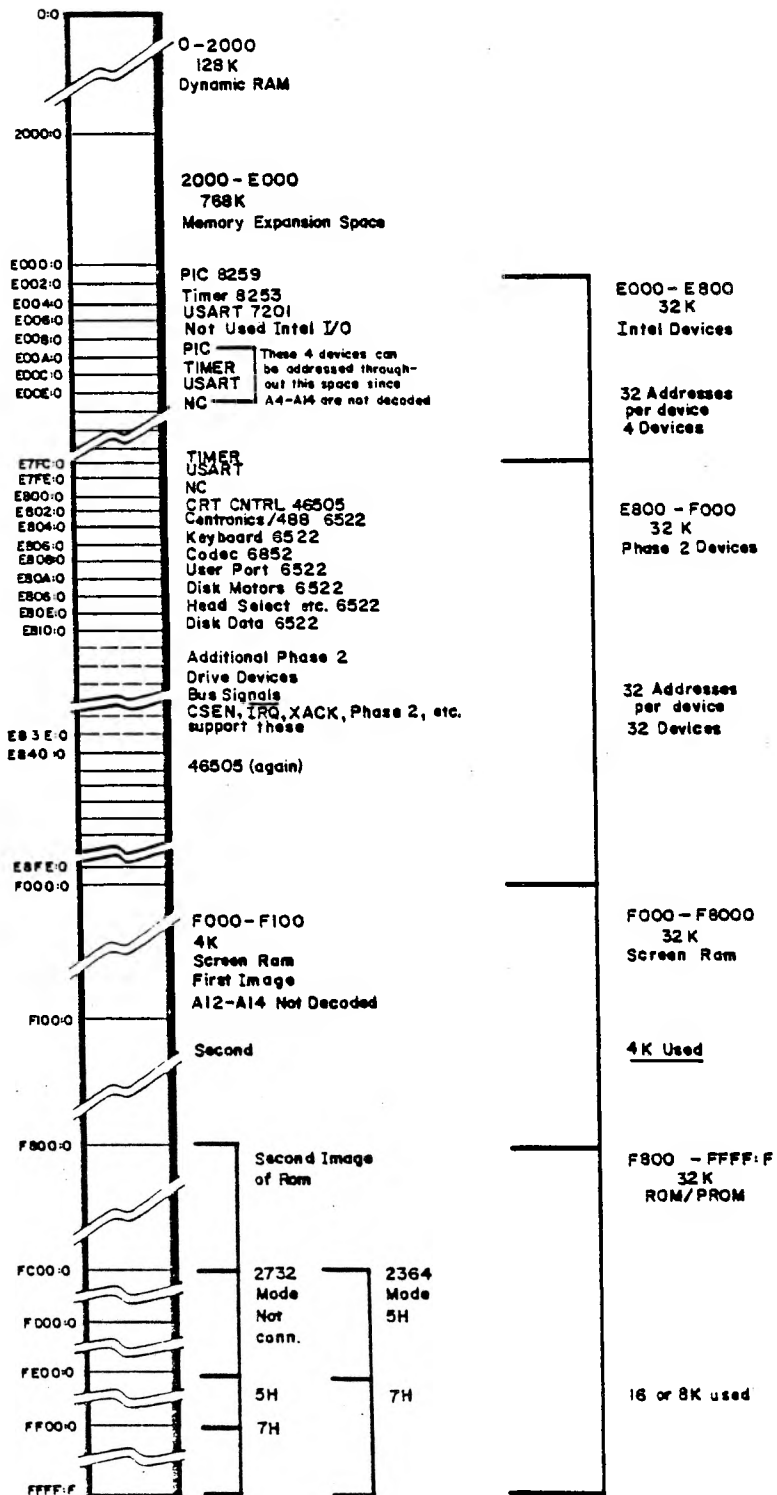 0:0
0-2000
128K
Dynamic RAM
2000:0
2000-E000
768K
Memory Expansion Space
E000:0
E002:0
E004:0
E006:0
E008:0
E00A:0
E00C:0
E00E:0
PIC 8259
Timer 8253
USART 7201
Not Used Intel I/O
PIC
TIMER
USART
NC
These 4 devices can
be addressed through-
out this space since
A4-A14 are not decoded
E000-E800
32K
Intel Devices
32 Addresses
per device
4 Devices
E7FC:0
E7FE:0
E800:0
E802:0
E804:0
E806:0
E808:0
E80A:0
E806:0
E80E:0
E810:0
TIMER
USART
NC
CRT CNTRL 46505
Centronics/488 6522
Keyboard 6522
Codec 6852
User Port 6522
Disk Motors 6522
Head Select etc. 6522
Disk Data 6522
E800-F000
32K
Phase 2 Devices
Additional Phase 2
Drive Devices
Bus Signals
CSEN, IRQ, XACK, Phase 2, etc.
support these
32 Addresses
per device
32 Devices
E83E:0
E840:0
46505 (again)
E8FE:0
F000:0
F000-F100
4K
Screen Ram
First Image
A12-A14 Not Decoded
F000-F8000
32K
Screen Ram
F100:0
Second
4K Used
F800:0
Second Image
of Rom
F800 -FFFF:F
32K
ROM/PROM
FC00:0
2732
Mode
Not
conn.
2364
Mode
5H
F000:0
FE00:0
5H
7H
16 or 8K used
FF00:0
7H
FFFF:F